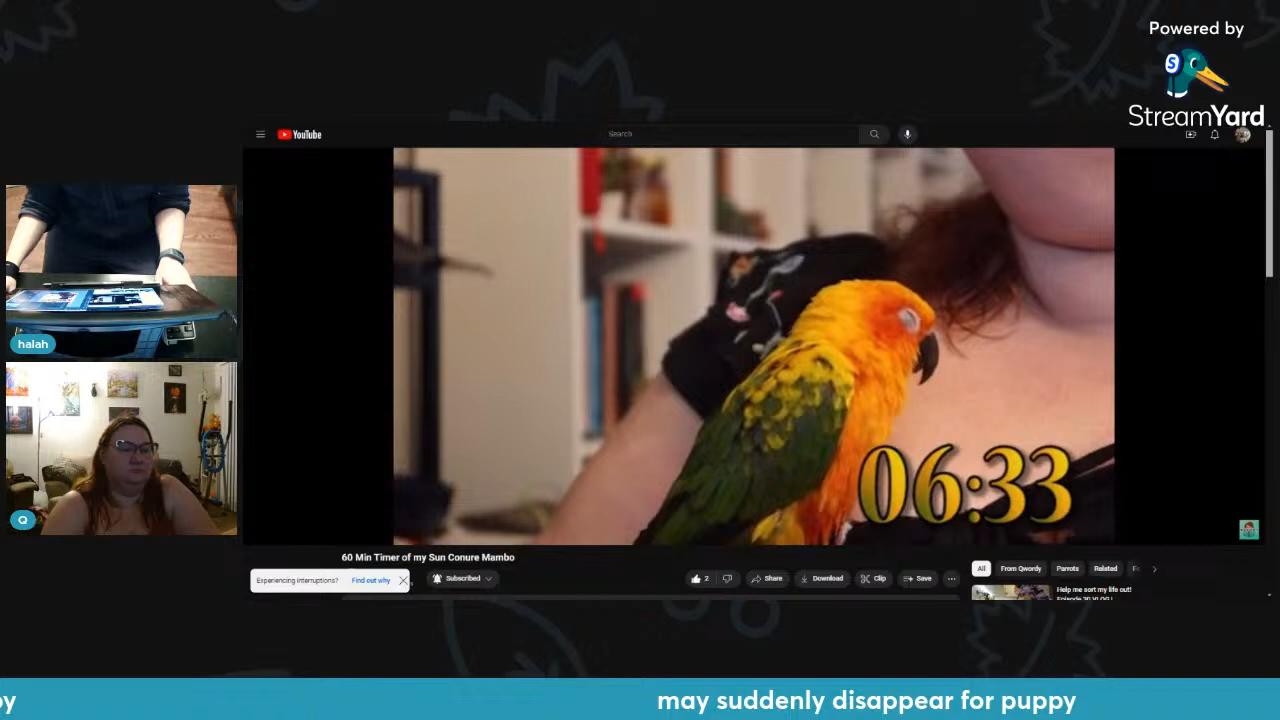 Powered by
StreamYard
YouTube
Search
halah
Q
06:33
60 Min Timer of my Sun Conure Mambo
Experiencing interruptions? Find out why
Subscribed
2
Share
Download
Clip
Save
All
From Qwordy
Parrots
Related
Help me sort my life out!
may suddenly disappear for puppy